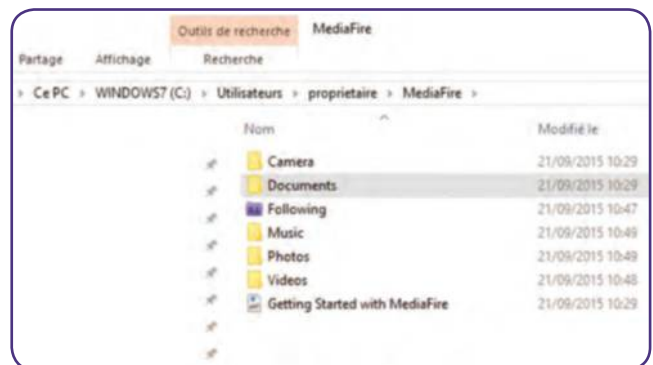 Outils de recherche MediaFire
Partage Affichage Recherche
> Ce PC > WINDOWS7 (C:) > Utilisateurs > proprietaire > MediaFire >
Nom Modifié le
Camera 21/09/2015 10:29
Documents 21/09/2015 10:29
Following 21/09/2015 10:47
Music 21/09/2015 10:49
Photos 21/09/2015 10:49
Videos 21/09/2015 10:48
Getting Started with MediaFire 21/09/2015 10:29